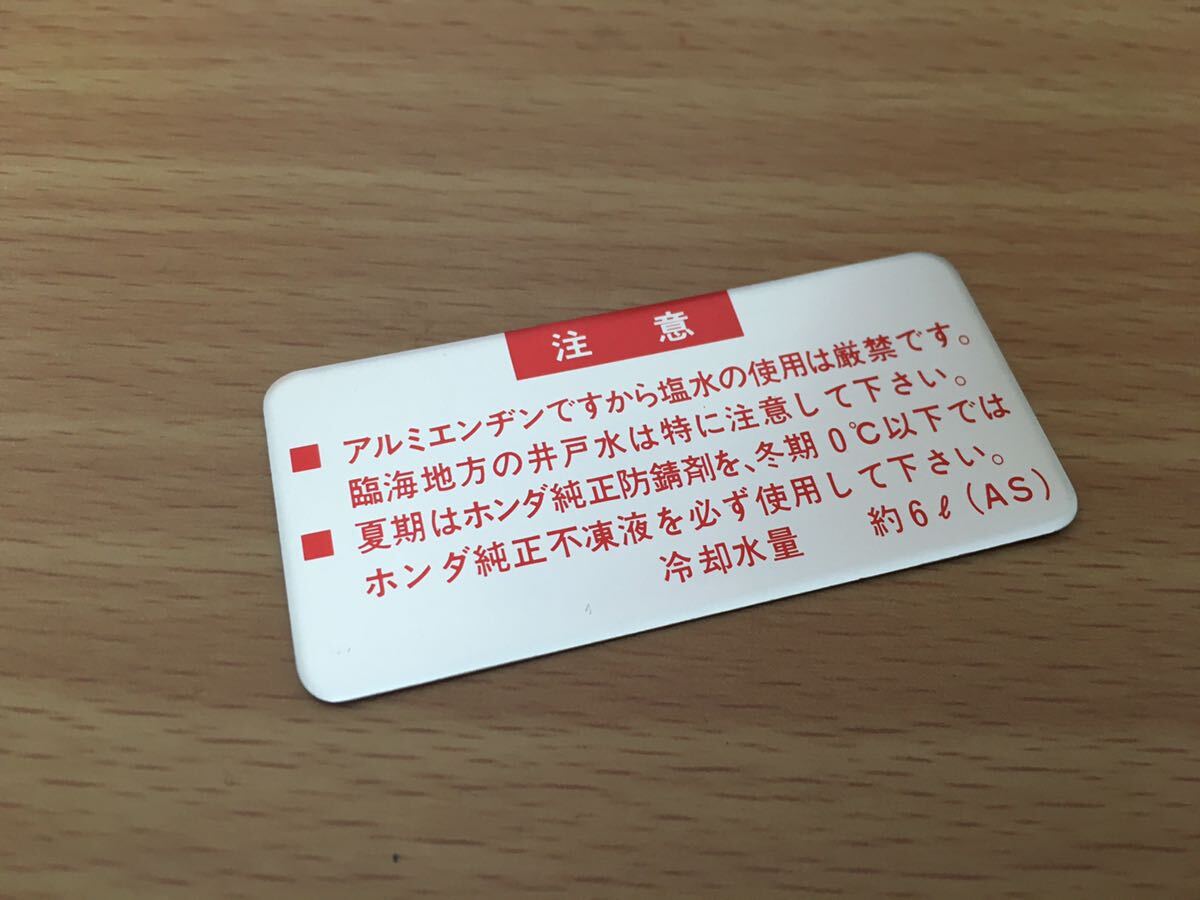 注意
■ アルミエンヂンですから塩水の使用は厳禁です。
臨海地方の井戸水は特に注意して下さい。
■ 夏期はホンダ純正防錆剤を、冬期0℃以下では
ホンダ純正不凍液を必ず使用して下さい。
冷却水量 約6ℓ(AS)